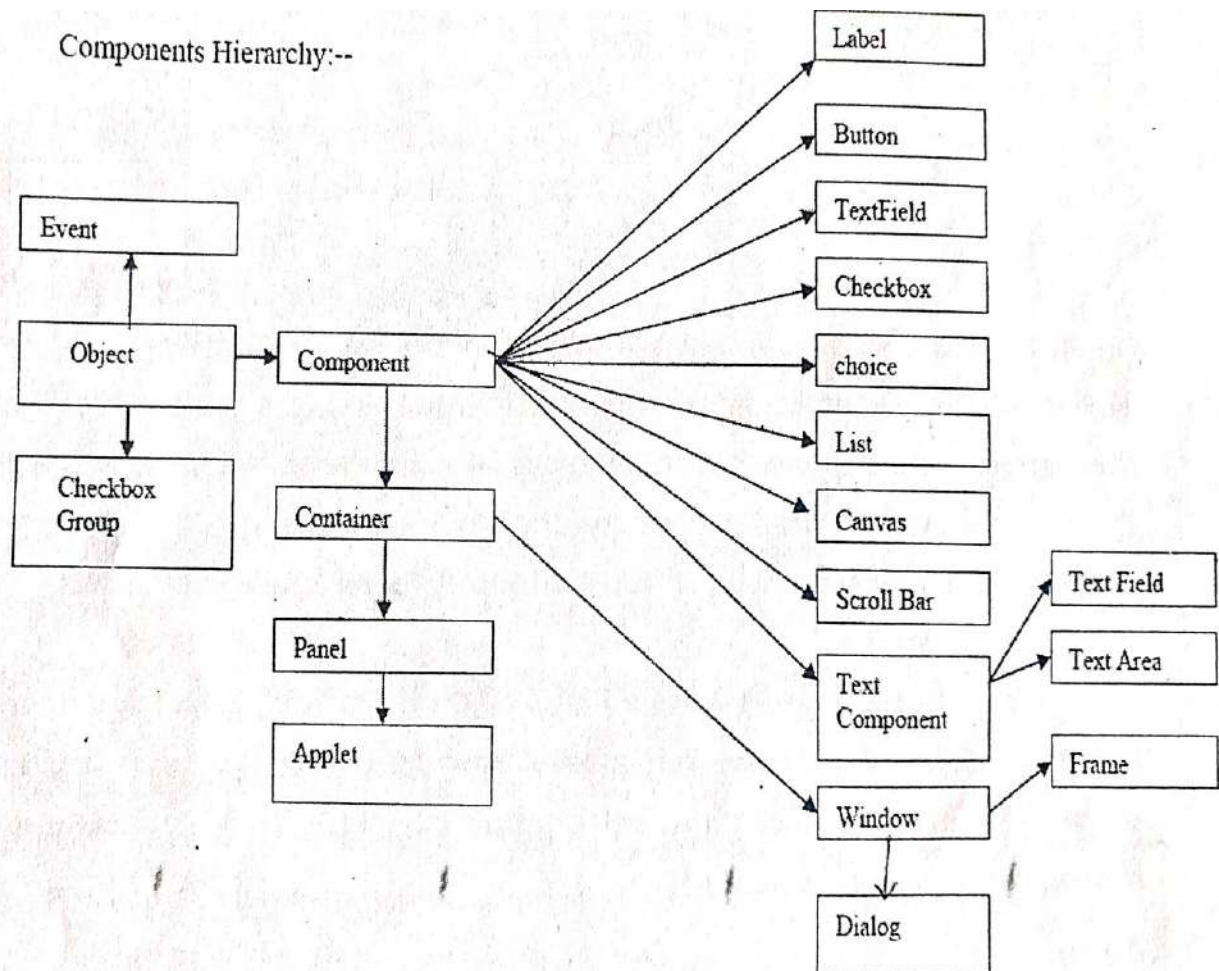 Components Hierarchy:--
Label
Button
TextField
Event
Checkbox
Object
Component
choice
List
Checkbox
Group
Container
Canvas
Scroll Bar
Text Field
Panel
Text
Component
Text Area
Applet
Frame
Window
Dialog